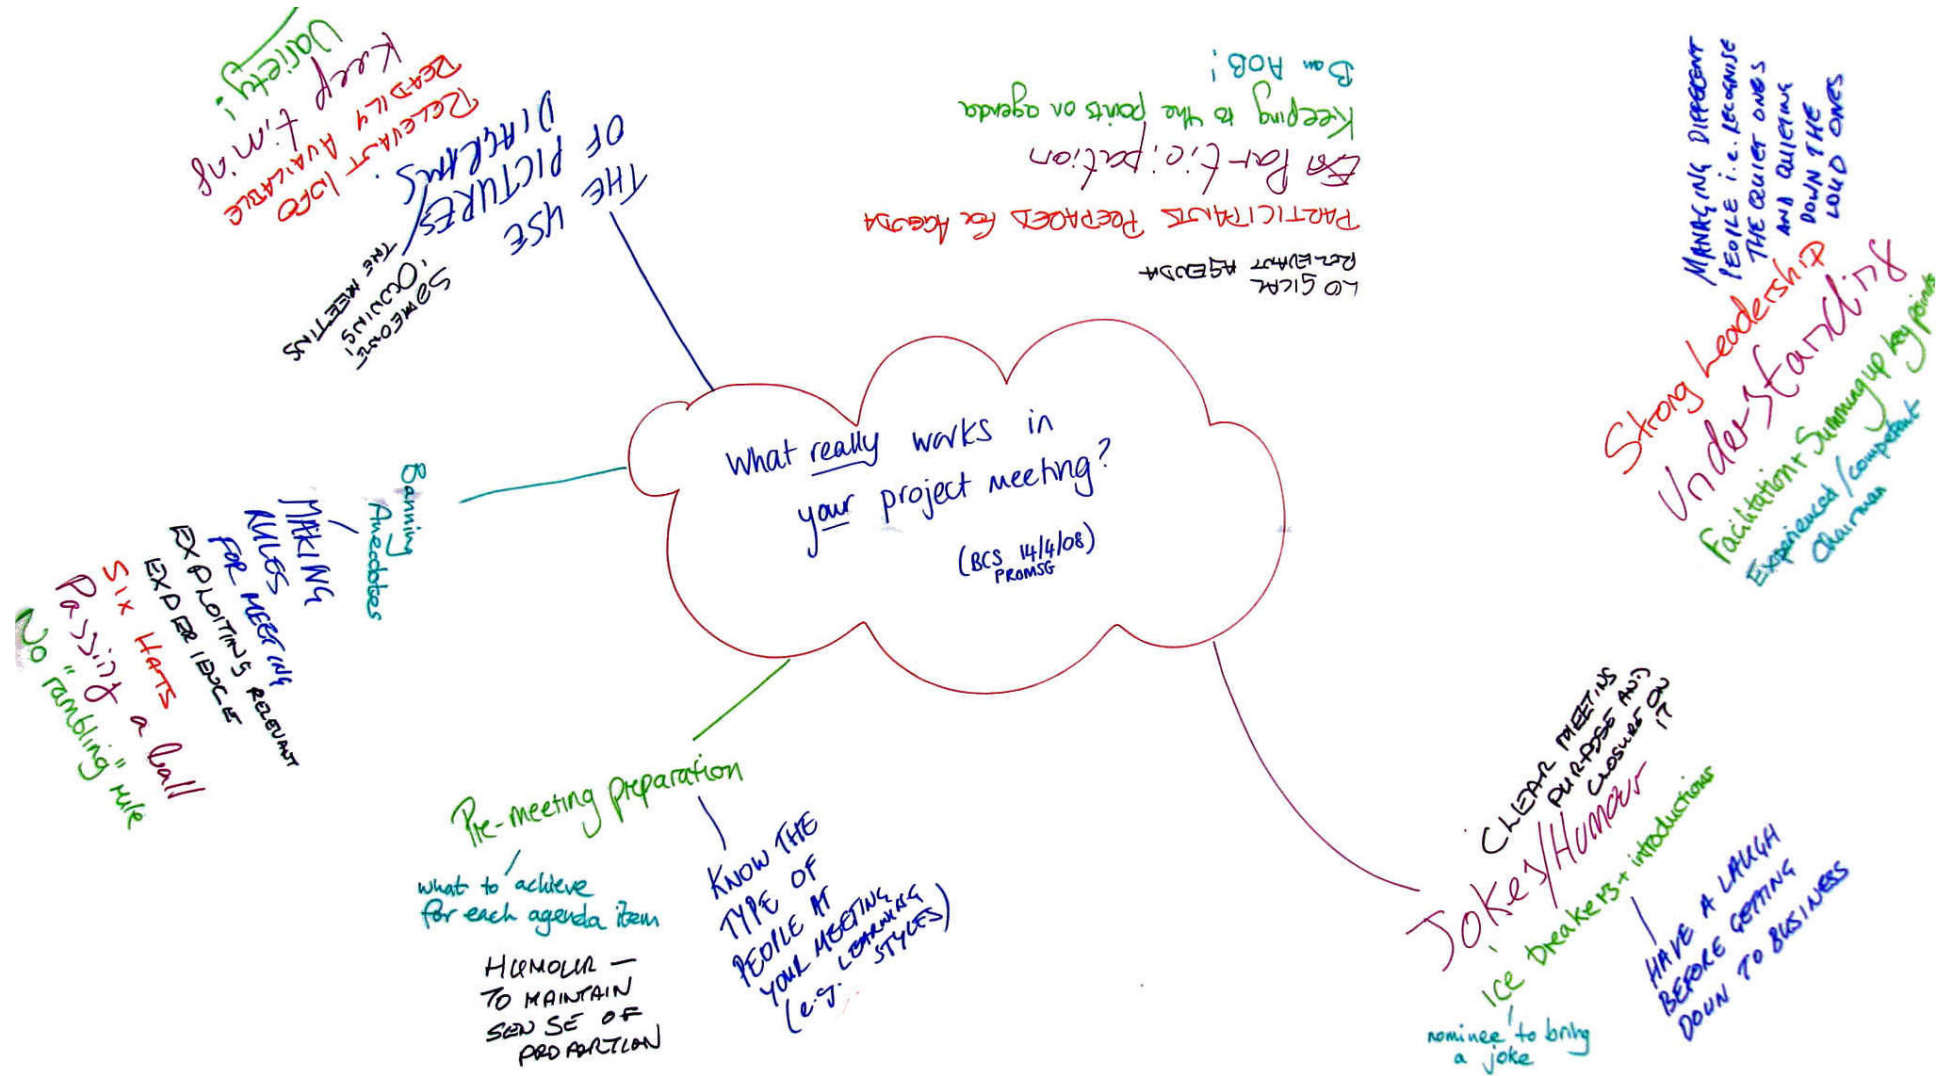 What really works in
your project meeting?
(BCS 14/4/08)
PROMSG
THE USE
OF PICTURES/
DIAGRAMS.
RELEVANT INFO
READILY AVAILABLE
Keep timing
Variety!
SOMEONE
'OWNING'
THE MEETING
LOGICAL
RELEVANT AGENDA
PARTICIPANTS PREPARED for AGENDA
Participation
Keeping to the points on agenda
Ban AOB!
MANAGING DIFFERENT
PEOPLE i.e. RECOGNISE
THE QUIET ONES
AND QUIETING
DOWN THE
LOUD ONES
Strong Leadership
Understanding
Facilitation + Summing up key points
Experienced/competent
Chairman
Banning
Anecdotes
MAKING
RULES
FOR MEETING
EXPLOITING RELEVANT
EXPERIENCE
SIX HATS
Passing a ball
No "rambling" rule
Pre-meeting preparation
what to achieve
for each agenda item
HUMOUR —
TO MAINTAIN
SENSE OF
PROPORTION
KNOW THE
TYPE OF
PEOPLE AT
YOUR MEETING
(e.g. LEARNING
STYLES)
CLEAR MEETING
PURPOSE AND
CLOSURE ON
IT
Jokes/Humour
ice breakers + introductions
nominee to bring
a joke
HAVE A LAUGH
BEFORE GETTING
DOWN TO BUSINESS